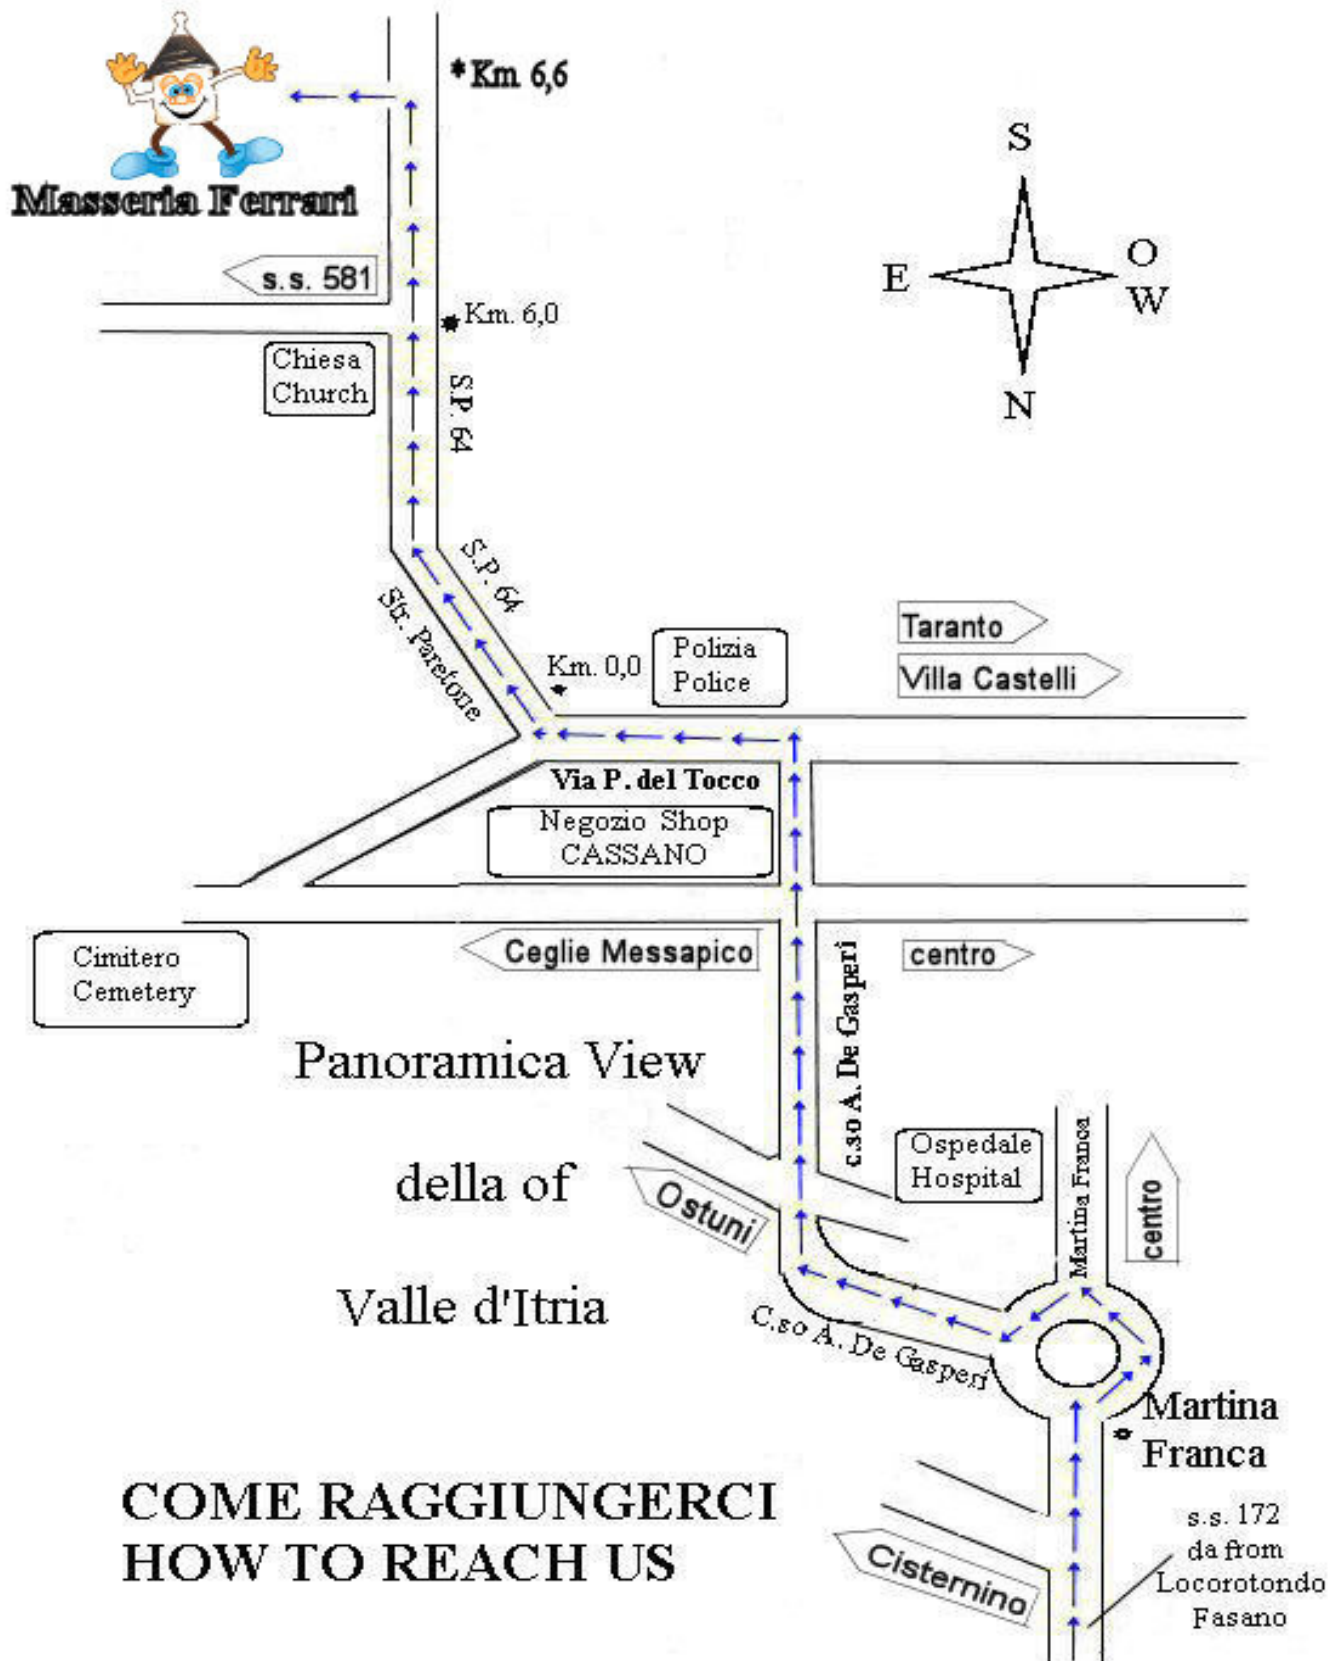 * Km 6,6
Masseria Ferrari
S
E
O
W
N
s.s. 581
Km. 6,0
Chiesa
Church
S.P. 64
S.P. 64
Str. Paretone
Km. 0,0
Polizia
Police
Taranto
Villa Castelli
Via P. del Tocco
Negozio Shop
CASSANO
Cimitero
Cemetery
Ceglie Messapico
centro
c.so A. De Gasperi
Panoramica View
della of
Valle d'Itria
Ostuni
Ospedale
Hospital
Martina Franca
centro
C.so A. De Gasperi
Martina
Franca
COME RAGGIUNGERCI
HOW TO REACH US
Cisternino
s.s. 172
da from
Locorotondo
Fasano